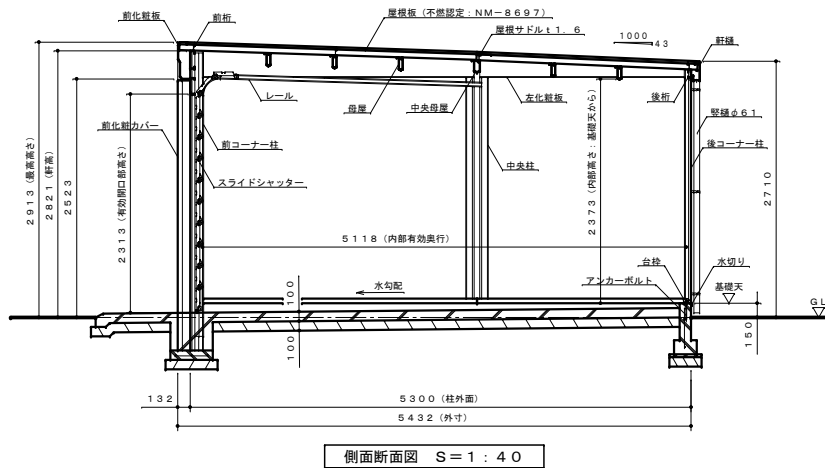 屋根板（不燃認定：NM－8697）
前化粧板
前桁
屋根サドルt1．6
1000
43
軒樋
レール
母屋
中央母屋
左化粧板
後桁
竪樋φ61
前化粧カバー
前コーナー柱
後コーナー柱
中央柱
スライドシャッター
2913（最高高さ）
2821（軒高）
2523
2313（有効開口部高さ）
2373（内部高さ：基礎天から）
2710
5118（内部有効奥行）
台枠
水切り
アンカーボルト
基礎天
GL
水勾配
100
100
150
132
5300（柱外面）
5432（外寸）
側面断面図　S＝1：40